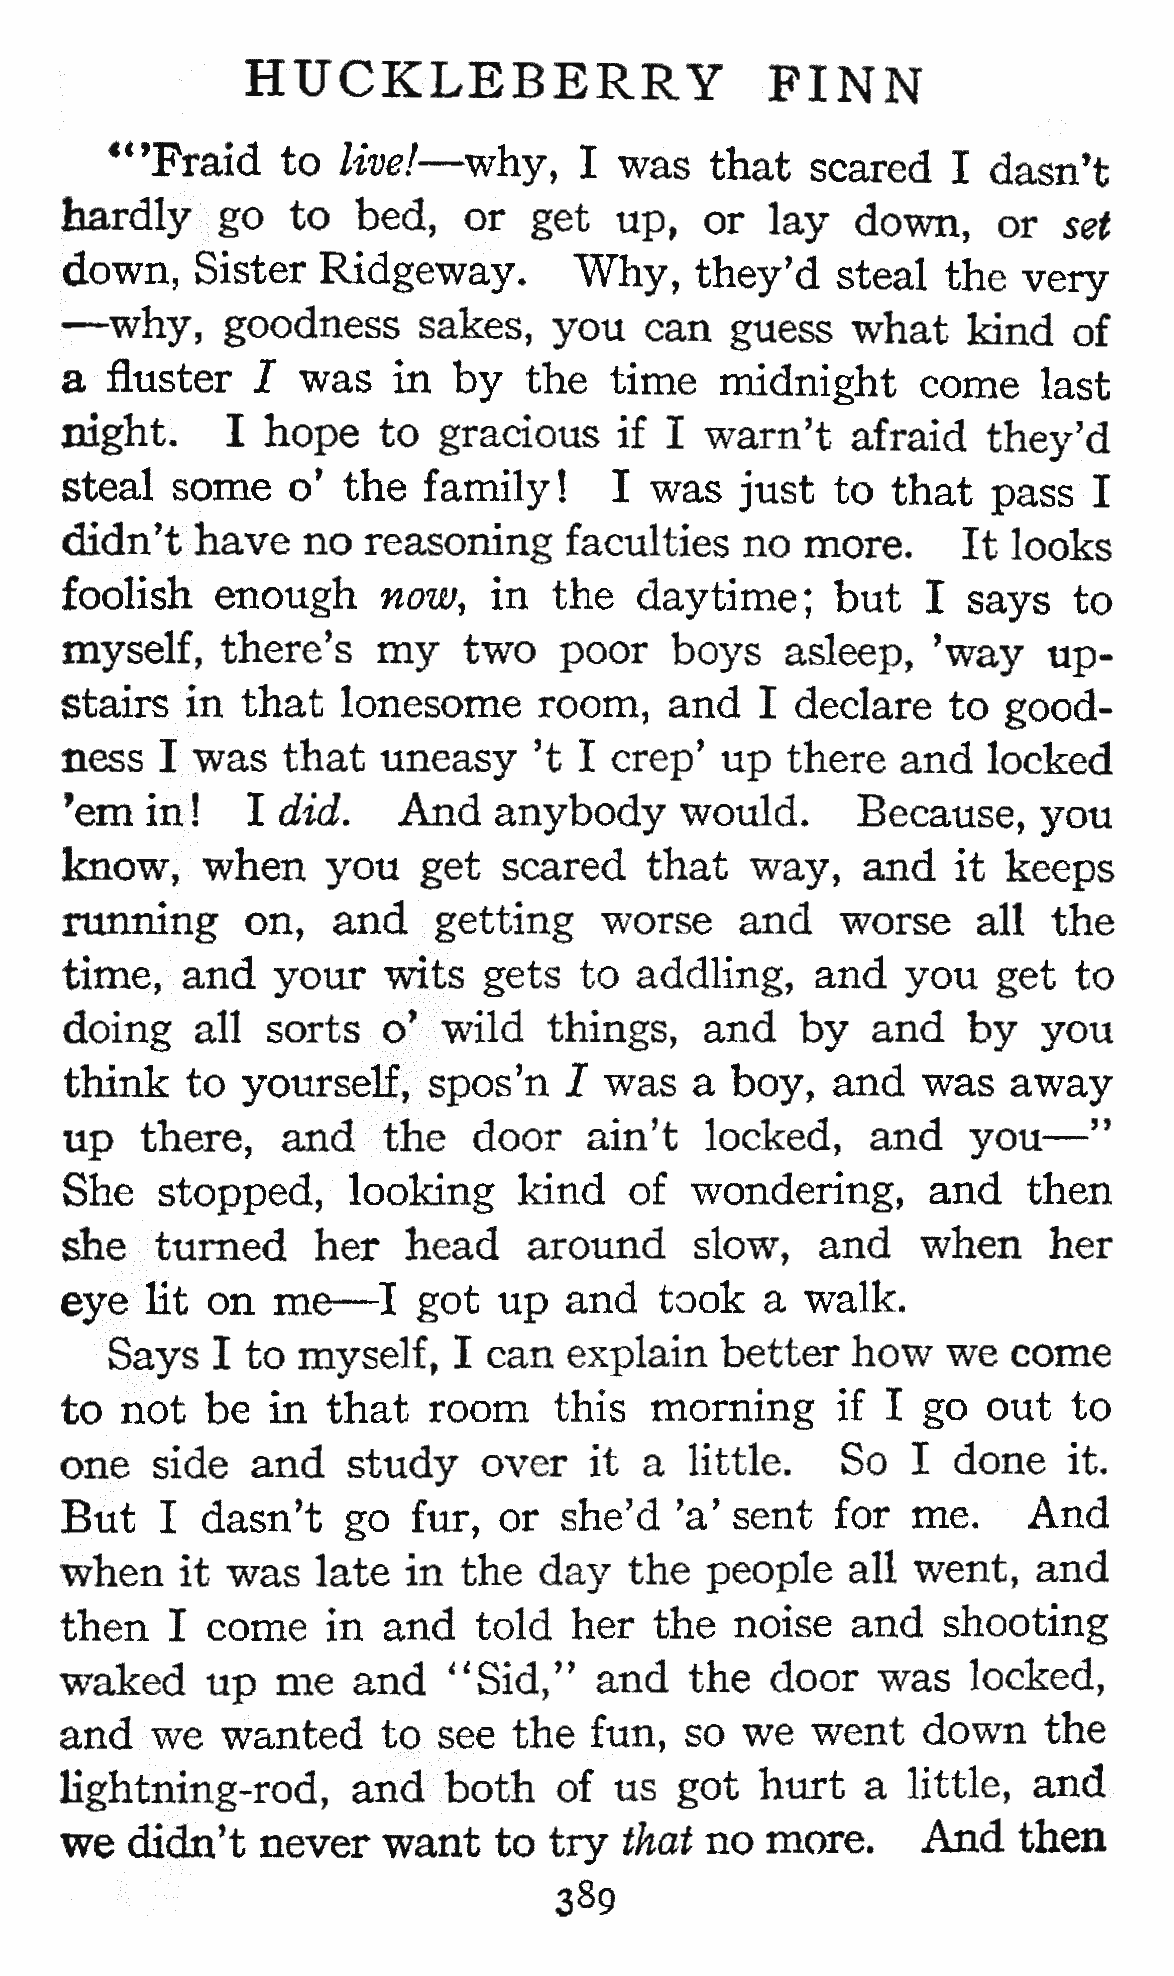 HUCKLEBERRY FINN
“’Fraid to live!—why, I was that scared I dasn’t
hardly go to bed, or get up, or lay down, or set
down, Sister Ridgeway. Why, they’d steal the very
—why, goodness sakes, you can guess what kind of
a fluster I was in by the time midnight come last
night. I hope to gracious if I warn’t afraid they’d
steal some o’ the family! I was just to that pass I
didn’t have no reasoning faculties no more. It looks
foolish enough now, in the daytime; but I says to
myself, there’s my two poor boys asleep, ’way up-
stairs in that lonesome room, and I declare to good-
ness I was that uneasy ’t I crep’ up there and locked
’em in! I did. And anybody would. Because, you
know, when you get scared that way, and it keeps
running on, and getting worse and worse all the
time, and your wits gets to addling, and you get to
doing all sorts o’ wild things, and by and by you
think to yourself, spos’n I was a boy, and was away
up there, and the door ain’t locked, and you—”
She stopped, looking kind of wondering, and then
she turned her head around slow, and when her
eye lit on me—I got up and took a walk.
Says I to myself, I can explain better how we come
to not be in that room this morning if I go out to
one side and study over it a little. So I done it.
But I dasn’t go fur, or she’d ’a’ sent for me. And
when it was late in the day the people all went, and
then I come in and told her the noise and shooting
waked up me and “Sid,” and the door was locked,
and we wanted to see the fun, so we went down the
lightning-rod, and both of us got hurt a little, and
we didn’t never want to try that no more. And then
389